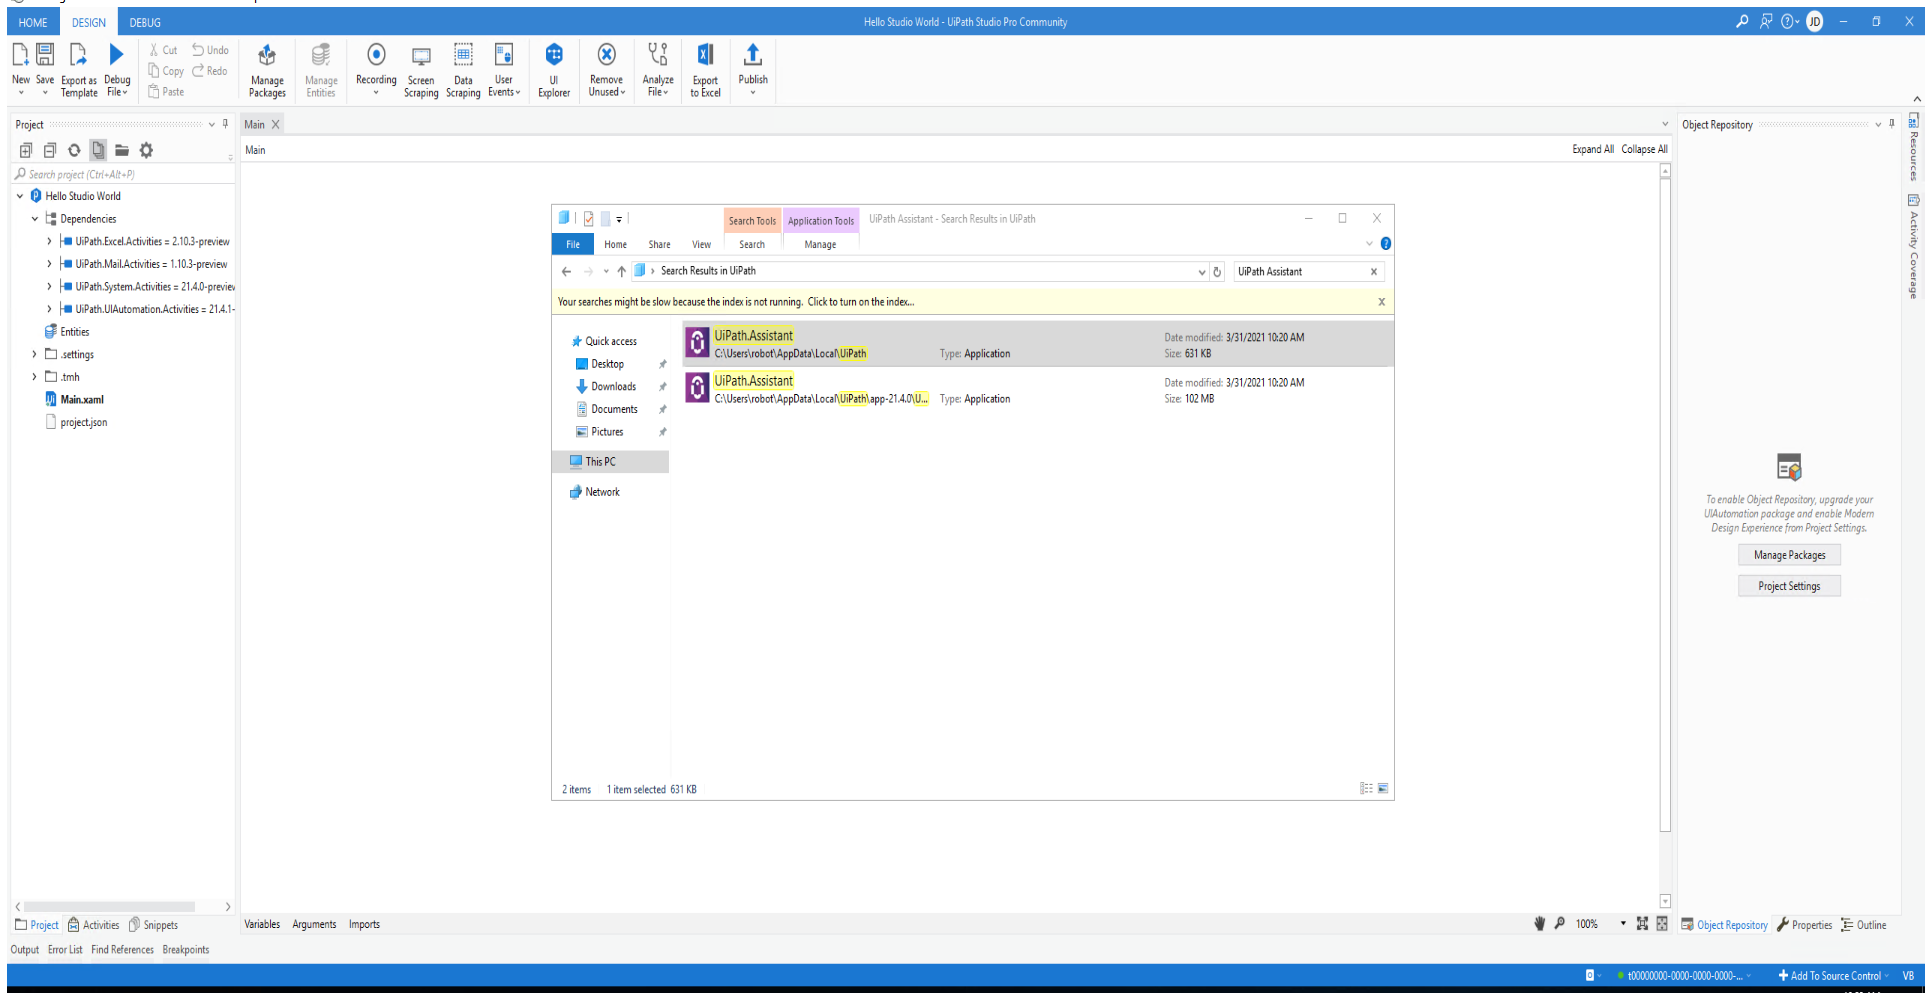 HOME DESIGN DEBUG
Hello Studio World - UiPath Studio Pro Community
JD
New Save Export as Template Debug File
Cut Copy Paste Undo Redo
Manage Packages Manage Entities Recording Screen Scraping Data Scraping User Events UI Explorer Remove Unused Analyze File Export to Excel Publish
Project
Main
Object Repository
Main
Expand All Collapse All
Search project (Ctrl+Alt+P)
Hello Studio World
Dependencies
UiPath.Excel.Activities = 2.10.3-preview
UiPath.Mail.Activities = 1.10.3-preview
UiPath.System.Activities = 21.4.0-preview
UiPath.UIAutomation.Activities = 21.4.1-
Entities
.settings
.tmh
Main.xaml
project.json
Search Tools Application Tools UiPath Assistant - Search Results in UiPath
File Home Share View Search Manage
Search Results in UiPath
UiPath Assistant
Your searches might be slow because the index is not running. Click to turn on the index...
Quick access
Desktop
Downloads
Documents
Pictures
This PC
Network
UiPath.Assistant
C:\Users\robot\AppData\Local\UiPath
Type: Application
Date modified: 3/31/2021 10:20 AM
Size: 631 KB
UiPath.Assistant
C:\Users\robot\AppData\Local\UiPath\app-21.4.0\U...
Type: Application
Date modified: 3/31/2021 10:20 AM
Size: 102 MB
2 items 1 item selected 631 KB
To enable Object Repository, upgrade your
UIAutomation package and enable Modern
Design Experience from Project Settings.
Manage Packages
Project Settings
Resources
Activity Coverage
Project Activities Snippets
Variables Arguments Imports
100%
Object Repository Properties Outline
Output Error List Find References Breakpoints
0
t00000000-0000-0000-0000-...
Add To Source Control
VB